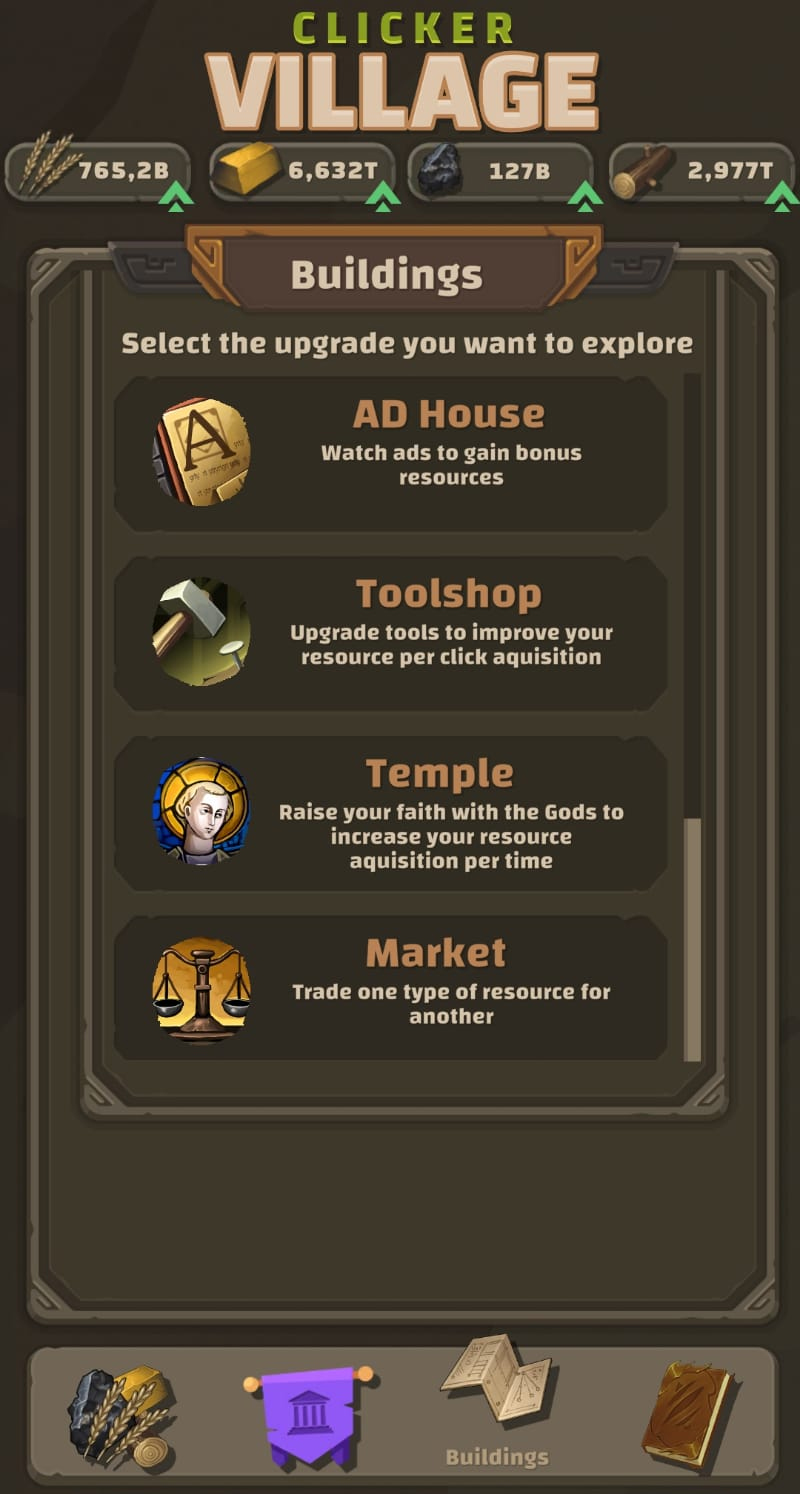 CLICKER
VILLAGE
765,2B 6,632T 127B 2,977T
Buildings
Select the upgrade you want to explore
AD House
Watch ads to gain bonus
resources
Toolshop
Upgrade tools to improve your
resource per click aquisition
Temple
Raise your faith with the Gods to
increase your resource
aquisition per time
Market
Trade one type of resource for
another
Buildings